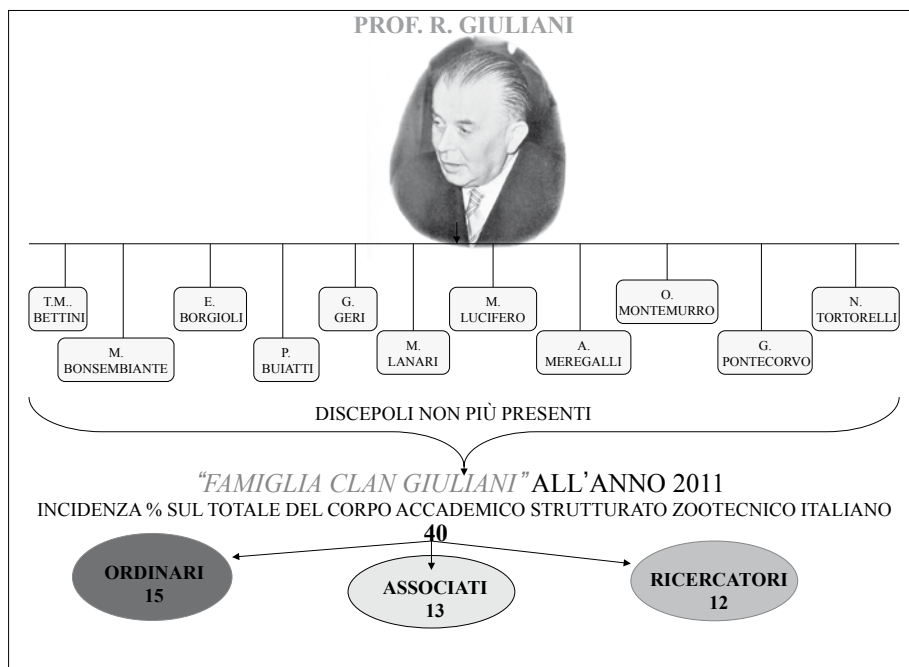 PROF. R. GIULIANI
T.M..
BETTINI
M.
BONSEMBIANTE
E.
BORGIOLI
P.
BUIATTI
G.
GERI
M.
LANARI
M.
LUCIFERO
A.
MEREGALLI
O.
MONTEMURRO
G.
PONTECORVO
N.
TORTORELLI
DISCEPOLI NON PIÙ PRESENTI
“FAMIGLIA CLAN GIULIANI” ALL’ANNO 2011
INCIDENZA % SUL TOTALE DEL CORPO ACCADEMICO STRUTTURATO ZOOTECNICO ITALIANO
40
ORDINARI
15
ASSOCIATI
13
RICERCATORI
12